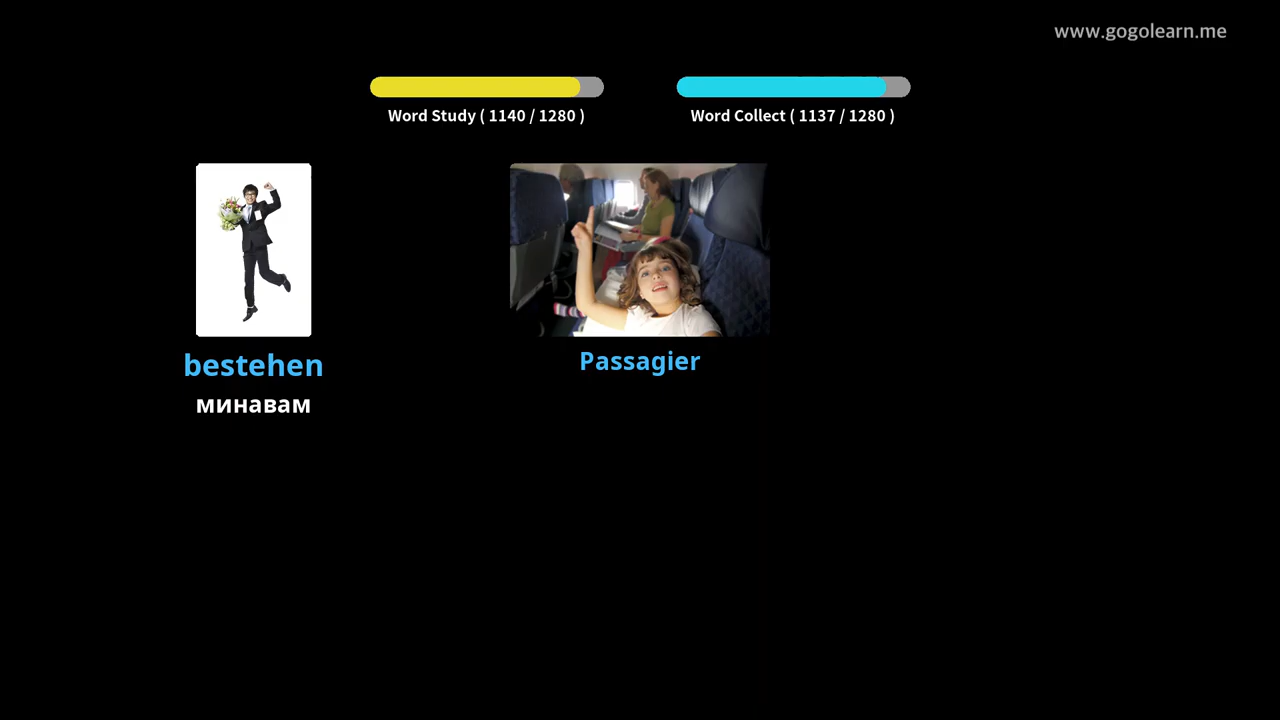 www.gogolearn.me
Word Study ( 1140 / 1280 )
Word Collect ( 1137 / 1280 )
bestehen
минавам
Passagier